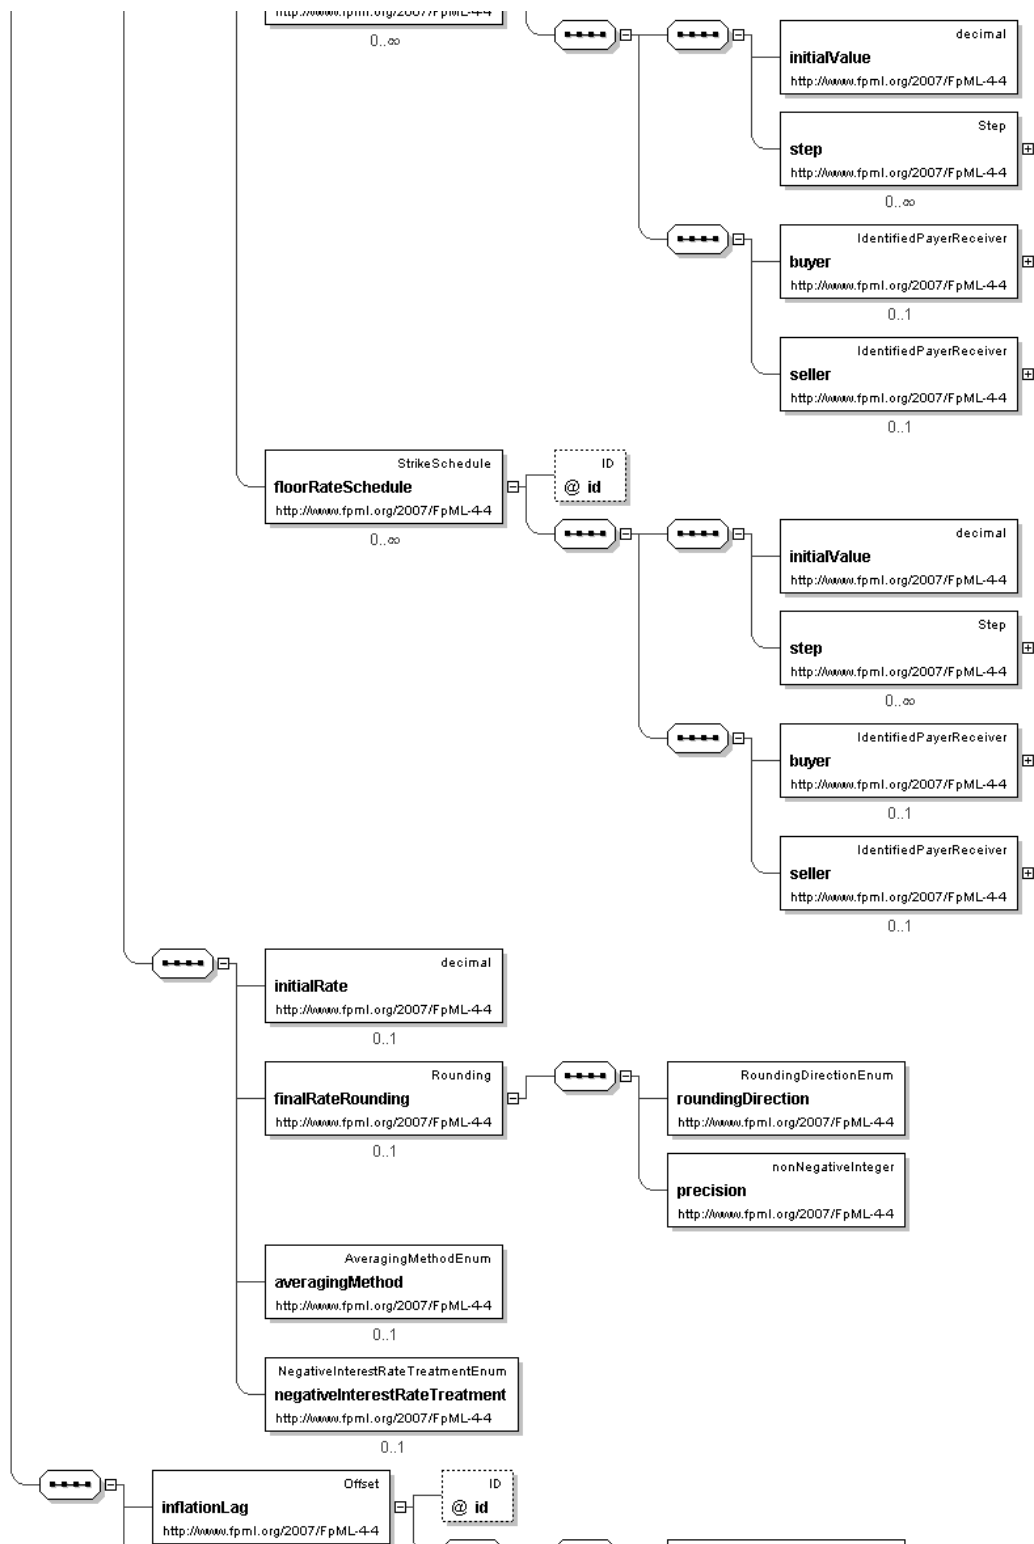 http://www.fpml.org/2007/FpML-4-4
0..∞
decimal
initialValue
http://www.fpml.org/2007/FpML-4-4
Step
step
http://www.fpml.org/2007/FpML-4-4
0..∞
IdentifiedPayerReceiver
buyer
http://www.fpml.org/2007/FpML-4-4
0..1
IdentifiedPayerReceiver
seller
http://www.fpml.org/2007/FpML-4-4
0..1
StrikeSchedule
floorRateSchedule
http://www.fpml.org/2007/FpML-4-4
0..∞
ID
@ id
decimal
initialValue
http://www.fpml.org/2007/FpML-4-4
Step
step
http://www.fpml.org/2007/FpML-4-4
0..∞
IdentifiedPayerReceiver
buyer
http://www.fpml.org/2007/FpML-4-4
0..1
IdentifiedPayerReceiver
seller
http://www.fpml.org/2007/FpML-4-4
0..1
decimal
initialRate
http://www.fpml.org/2007/FpML-4-4
0..1
Rounding
finalRateRounding
http://www.fpml.org/2007/FpML-4-4
0..1
RoundingDirectionEnum
roundingDirection
http://www.fpml.org/2007/FpML-4-4
nonNegativeInteger
precision
http://www.fpml.org/2007/FpML-4-4
AveragingMethodEnum
averagingMethod
http://www.fpml.org/2007/FpML-4-4
0..1
NegativeInterestRateTreatmentEnum
negativeInterestRateTreatment
http://www.fpml.org/2007/FpML-4-4
0..1
Offset
inflationLag
http://www.fpml.org/2007/FpML-4-4
ID
@ id